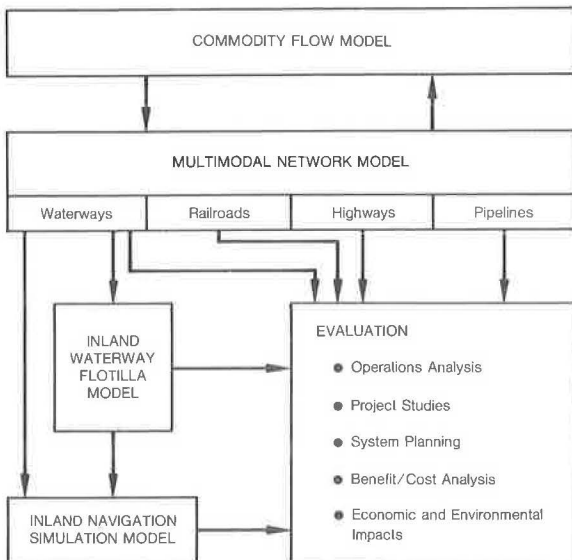 COMMODITY FLOW MODEL
MULTIMODAL NETWORK MODEL
Waterways Railroads Highways Pipelines
INLAND
WATERWAY
FLOTILLA
MODEL
EVALUATION
● Operations Analysis
● Project Studies
● System Planning
● Benefit/Cost Analysis
● Economic and Environmental
Impacts
INLAND NAVIGATION
SIMULATION MODEL